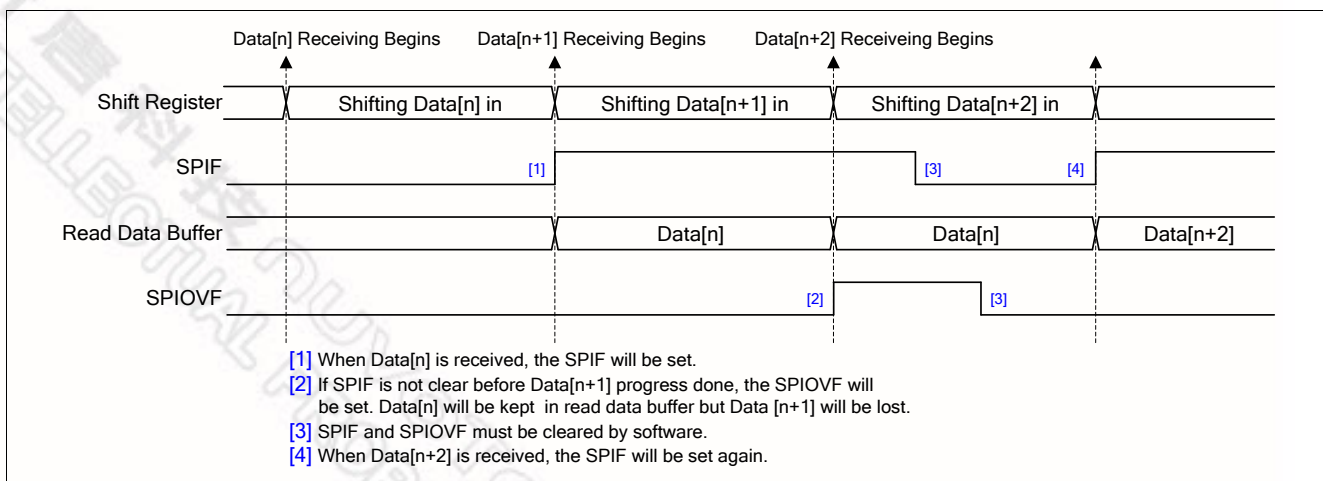 Data[n] Receiving Begins Data[n+1] Receiving Begins Data[n+2] Receiveing Begins
Shift Register Shifting Data[n] in Shifting Data[n+1] in Shifting Data[n+2] in
SPIF [1] [3] [4]
Read Data Buffer Data[n] Data[n] Data[n+2]
SPIOVF [2] [3]
[1] When Data[n] is received, the SPIF will be set.
[2] If SPIF is not clear before Data[n+1] progress done, the SPIOVF will
be set. Data[n] will be kept in read data buffer but Data [n+1] will be lost.
[3] SPIF and SPIOVF must be cleared by software.
[4] When Data[n+2] is received, the SPIF will be set again.